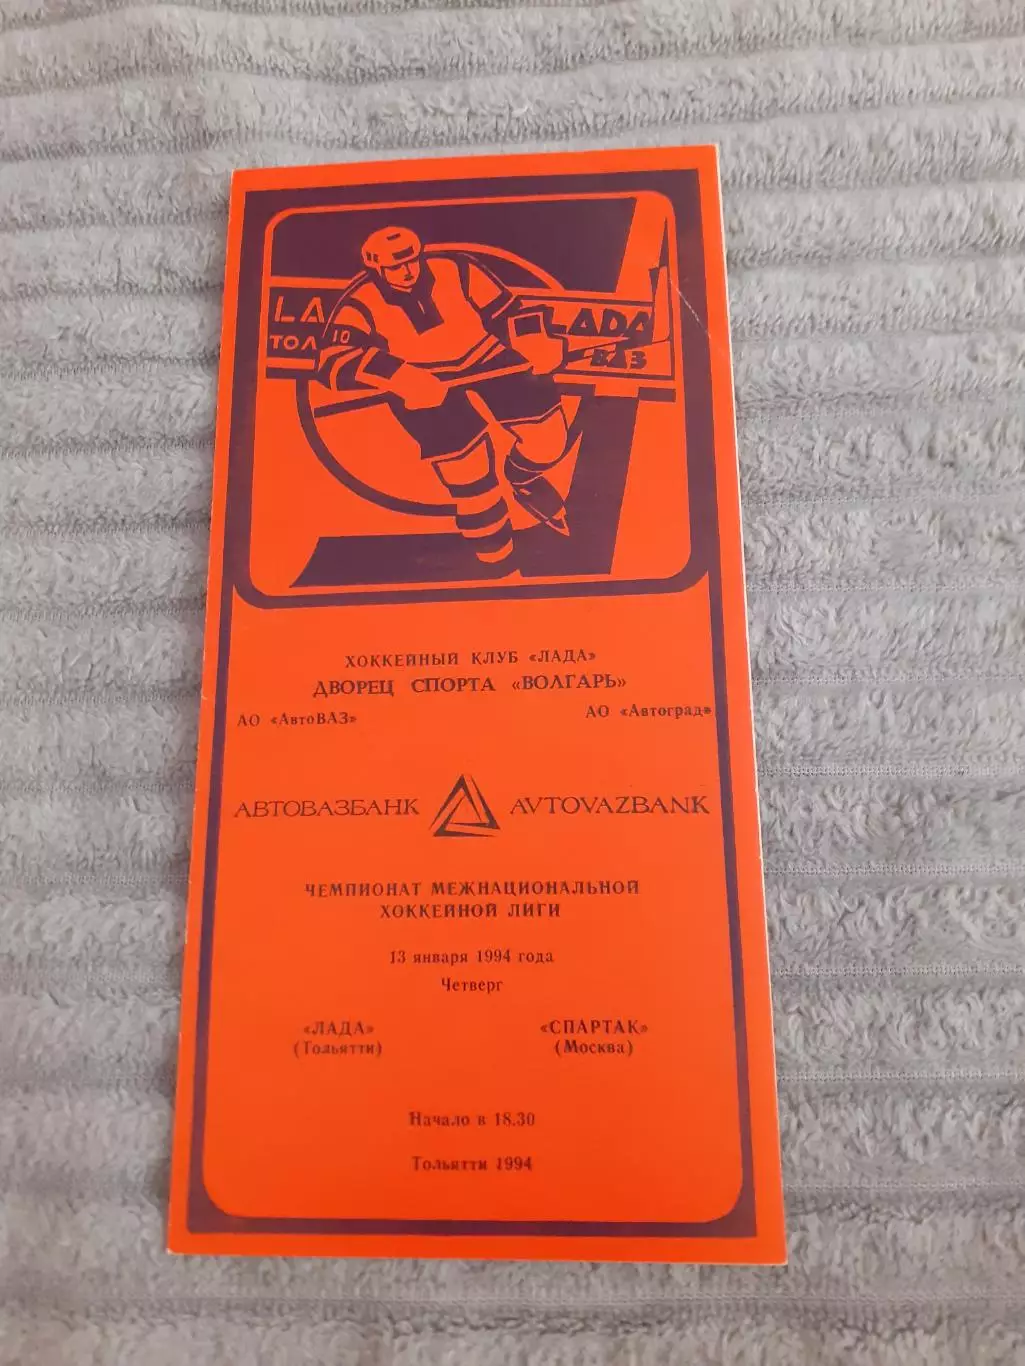 LA
ТОЛ
10
LADA
ВАЗ
ХОККЕЙНЫЙ КЛУБ «ЛАДА»
ДВОРЕЦ СПОРТА «ВОЛГАРЬ»
АО «АвтоВАЗ» АО «Автоград»
АВТОВАЗБАНК AVTOVAZBANK
ЧЕМПИОНАТ МЕЖНАЦИОНАЛЬНОЙ
ХОККЕЙНОЙ ЛИГИ
13 января 1994 года
Четверг
«ЛАДА» «СПАРТАК»
(Тольятти) (Москва)
Начало в 18.30
Тольятти 1994